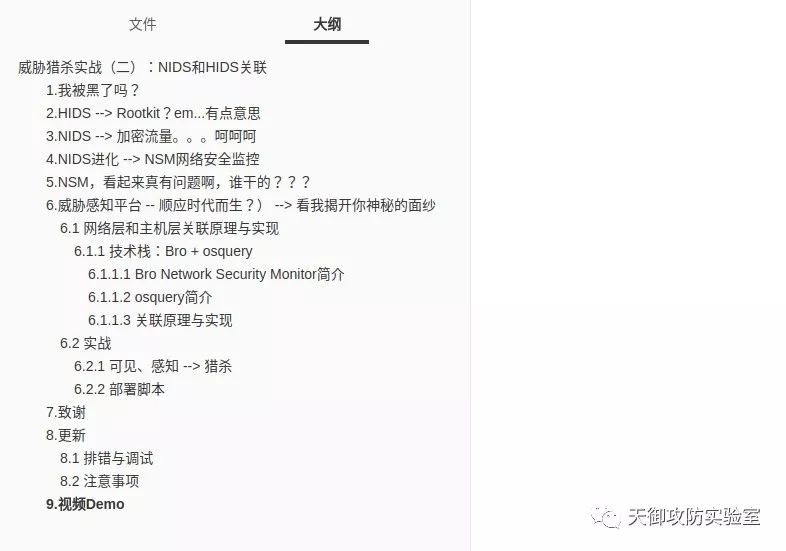 文件 大纲
威胁猎杀实战（二）：NIDS和HIDS关联
1.我被黑了吗？
2.HIDS --> Rootkit？em...有点意思
3.NIDS --> 加密流量。。。呵呵呵
4.NIDS进化 --> NSM网络安全监控
5.NSM，看起来真有问题啊，谁干的？？？
6.威胁感知平台 -- 顺应时代而生？） --> 看我揭开你神秘的面纱
6.1 网络层和主机层关联原理与实现
6.1.1 技术栈：Bro + osquery
6.1.1.1 Bro Network Security Monitor简介
6.1.1.2 osquery简介
6.1.1.3 关联原理与实现
6.2 实战
6.2.1 可见、感知 --> 猎杀
6.2.2 部署脚本
7.致谢
8.更新
8.1 排错与调试
8.2 注意事项
9.视频Demo
天御攻防实验室